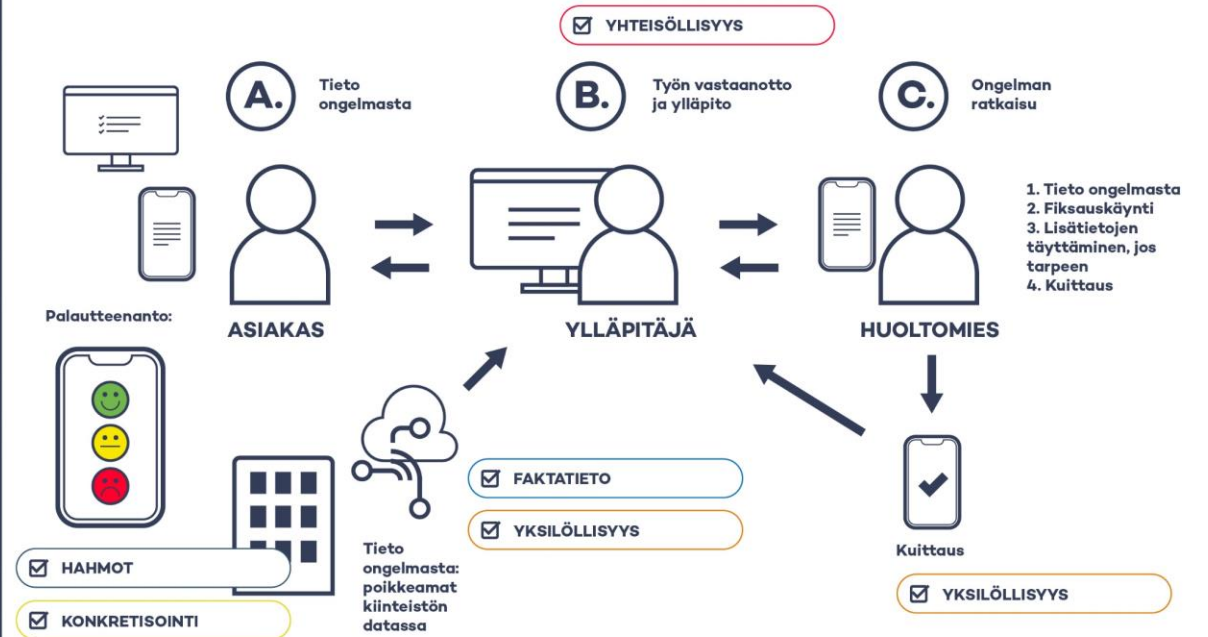 YHTEISÖLLISYYS
A.
Tieto
ongelmasta
B.
Työn vastaanotto
ja ylläpito
C.
Ongelman
ratkaisu
1. Tieto ongelmasta
2. Fiksauskäynti
3. Lisätietojen
täyttäminen, jos
tarpeen
4. Kuittaus
ASIAKAS
YLLÄPITÄJÄ
HUOLTOMIES
Palautteenanto:
FAKTATIETO
YKSILÖLLISYYS
Tieto
ongelmasta:
poikkeamat
kiinteistön
datassa
Kuittaus
HAHMOT
KONKRETISOINTI
YKSILÖLLISYYS